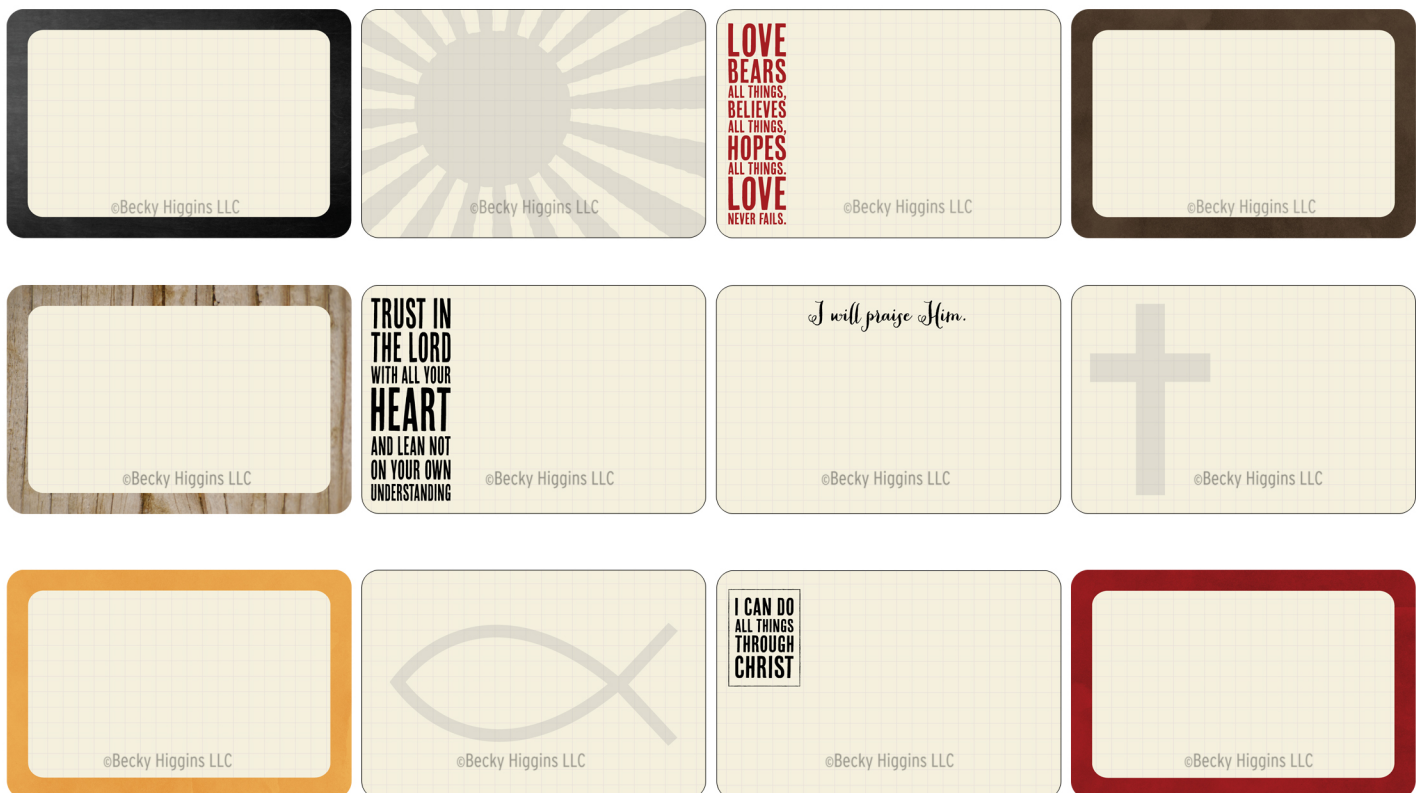 ©Becky Higgins LLC
©Becky Higgins LLC
LOVE
BEARS
ALL THINGS,
BELIEVES
ALL THINGS,
HOPES
ALL THINGS.
LOVE
NEVER FAILS.
©Becky Higgins LLC
©Becky Higgins LLC
©Becky Higgins LLC
TRUST IN
THE LORD
WITH ALL YOUR
HEART
AND LEAN NOT
ON YOUR OWN
UNDERSTANDING
©Becky Higgins LLC
I will praise Him.
©Becky Higgins LLC
©Becky Higgins LLC
©Becky Higgins LLC
©Becky Higgins LLC
I CAN DO
ALL THINGS
THROUGH
CHRIST
©Becky Higgins LLC
©Becky Higgins LLC